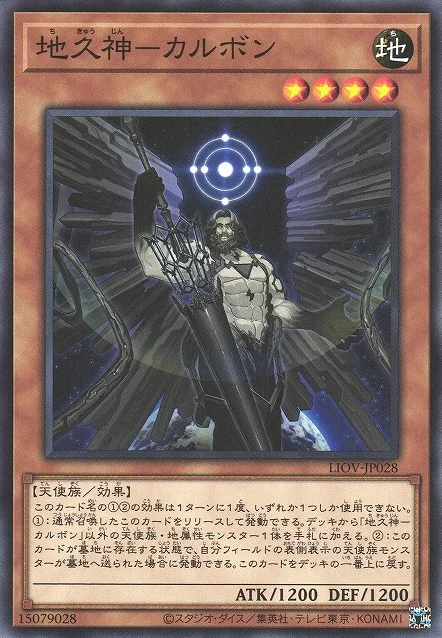 地久神－カルボン
地
LIOV-JP028
【天使族／効果】
このカード名の①②の効果は１ターンに１度、いずれか１つしか使用できない。
①：通常召喚したこのカードをリリースして発動できる。デッキから「地久神－
カルボン」以外の天使族・地属性モンスター１体を手札に加える。②：この
カードが墓地に存在する状態で、自分フィールドの表側表示の天使族モンス
ターが墓地へ送られた場合に発動できる。このカードをデッキの一番上に戻す。
ATK/1200 DEF/1200
15079028
©スタジオ・ダイス／集英社・テレビ東京・KONAMI